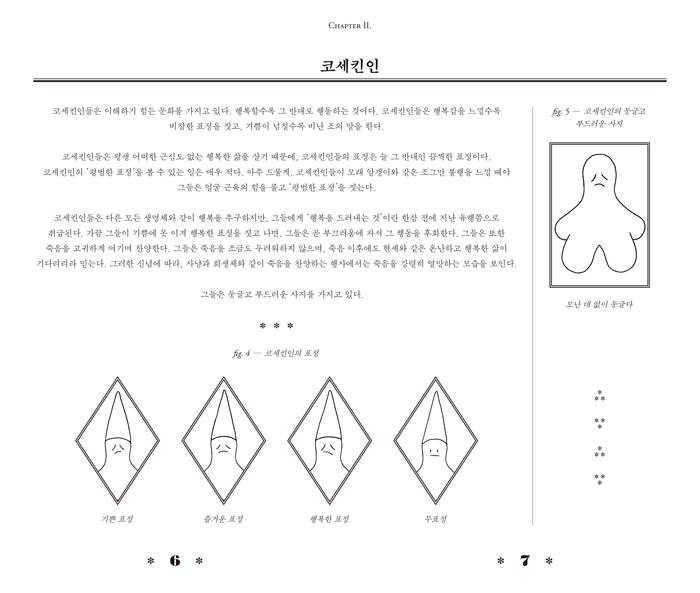 CHAPTER II.
코세킨인
코세킨인들은 이해하기 힘든 문화를 가지고 있다. 행복할수록 그 반대로 행동하는 것이다. 코세킨인들은 행복감을 느낄수록
비참한 표정을 짓고, 기쁨이 넘칠수록 비난 조의 말을 한다.
코세킨인들은 평생 어떠한 근심도 없는 행복한 삶을 살기 때문에, 코세킨인들의 표정은 늘 그 반대인 끔찍한 표정이다.
코세킨인의 '평범한 표정'을 볼 수 있는 일은 매우 적다. 아주 드물게, 코세킨인들이 모래 알갱이와 같은 조그만 불행을 느낄 때야
그들은 얼굴 근육의 힘을 풀고 '평범한 표정'을 짓는다.
코세킨인들은 다른 모든 생명체와 같이 행복을 추구하지만, 그들에게 '행복을 드러내는 것'이란 한참 전에 지난 유행쯤으로
취급된다. 가끔 그들이 기쁨에 못 이겨 행복한 표정을 짓고 나면, 그들은 곧 부끄러움에 차서 그 행동을 후회한다. 그들은 또한
죽음을 고귀하게 여기며 찬양한다. 그들은 죽음을 조금도 두려워하지 않으며, 죽음 이후에도 현세와 같은 온난하고 행복한 삶이
기다리리라 믿는다. 그러한 신념에 따라, 사냥과 희생제와 같이 죽음을 찬양하는 행사에서는 죽음을 강렬히 열망하는 모습을 보인다.
그들은 둥글고 부드러운 사지를 가지고 있다.
* * *
fig. 4 — 코세킨인의 표정
기쁜 표정
즐거운 표정
행복한 표정
무표정
* 6 *
fig. 5 — 코세킨인의 둥글고
부드러운 사지
모난 데 없이 둥글다
* 7 *